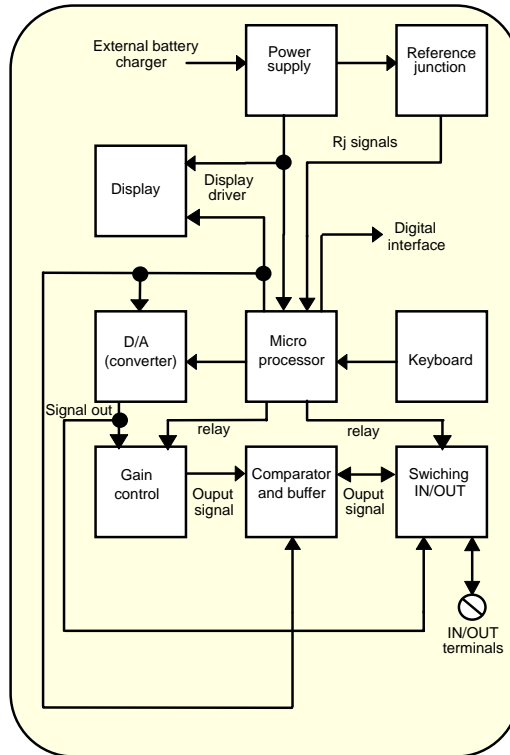 External battery
charger
Power
supply
Reference
junction
Rj signals
Display
Display
driver
Digital
interface
D/A
(converter)
Micro
processor
Keyboard
Signal out
relay
relay
Gain
control
Ouput
signal
Comparator
and buffer
Ouput
signal
Swiching
IN/OUT
IN/OUT
terminals